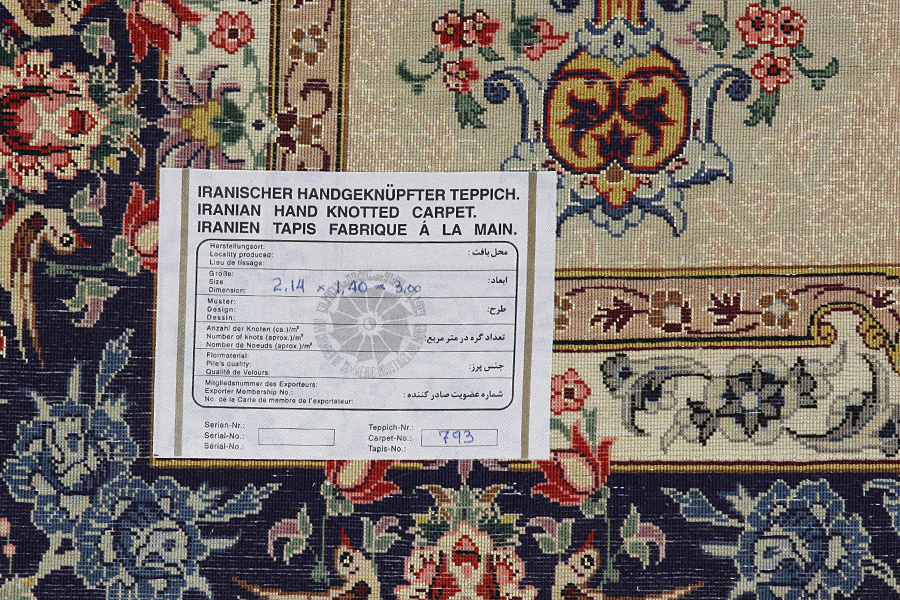 IRANISCHER HANDGEKNÜPFTER TEPPICH.
IRANIAN HAND KNOTTED CARPET.
IRANIEN TAPIS FABRIQUE Á LA MAIN.
Herstellungsort:
Locality produced:
Lieu de tissage:
محل بافت:
Größe:
Size
Dimension:
2,14 x 1,40 = 3,00
ابعاد:
Muster:
Design:
Dessin:
طرح:
Anzahl der Knoten (ca.)/m²
Number of knots (aprox.)/m²
Nombre de Noeuds (aprox.)/m²
تعداد گره در متر مربع:
Flormaterial:
Pile's quality:
Qualité de Velours:
جنس پرز:
Mitgliedsnummer des Exporteurs:
Exporter Membership No.:
No. de la Carte de membre de l'exportateur:
شماره عضویت صادر کننده:
Serien-Nr.:
Serial-No.:
Sérial-No.:
Teppich-Nr.:
Carpet-No.:
Tapis-No.:
793